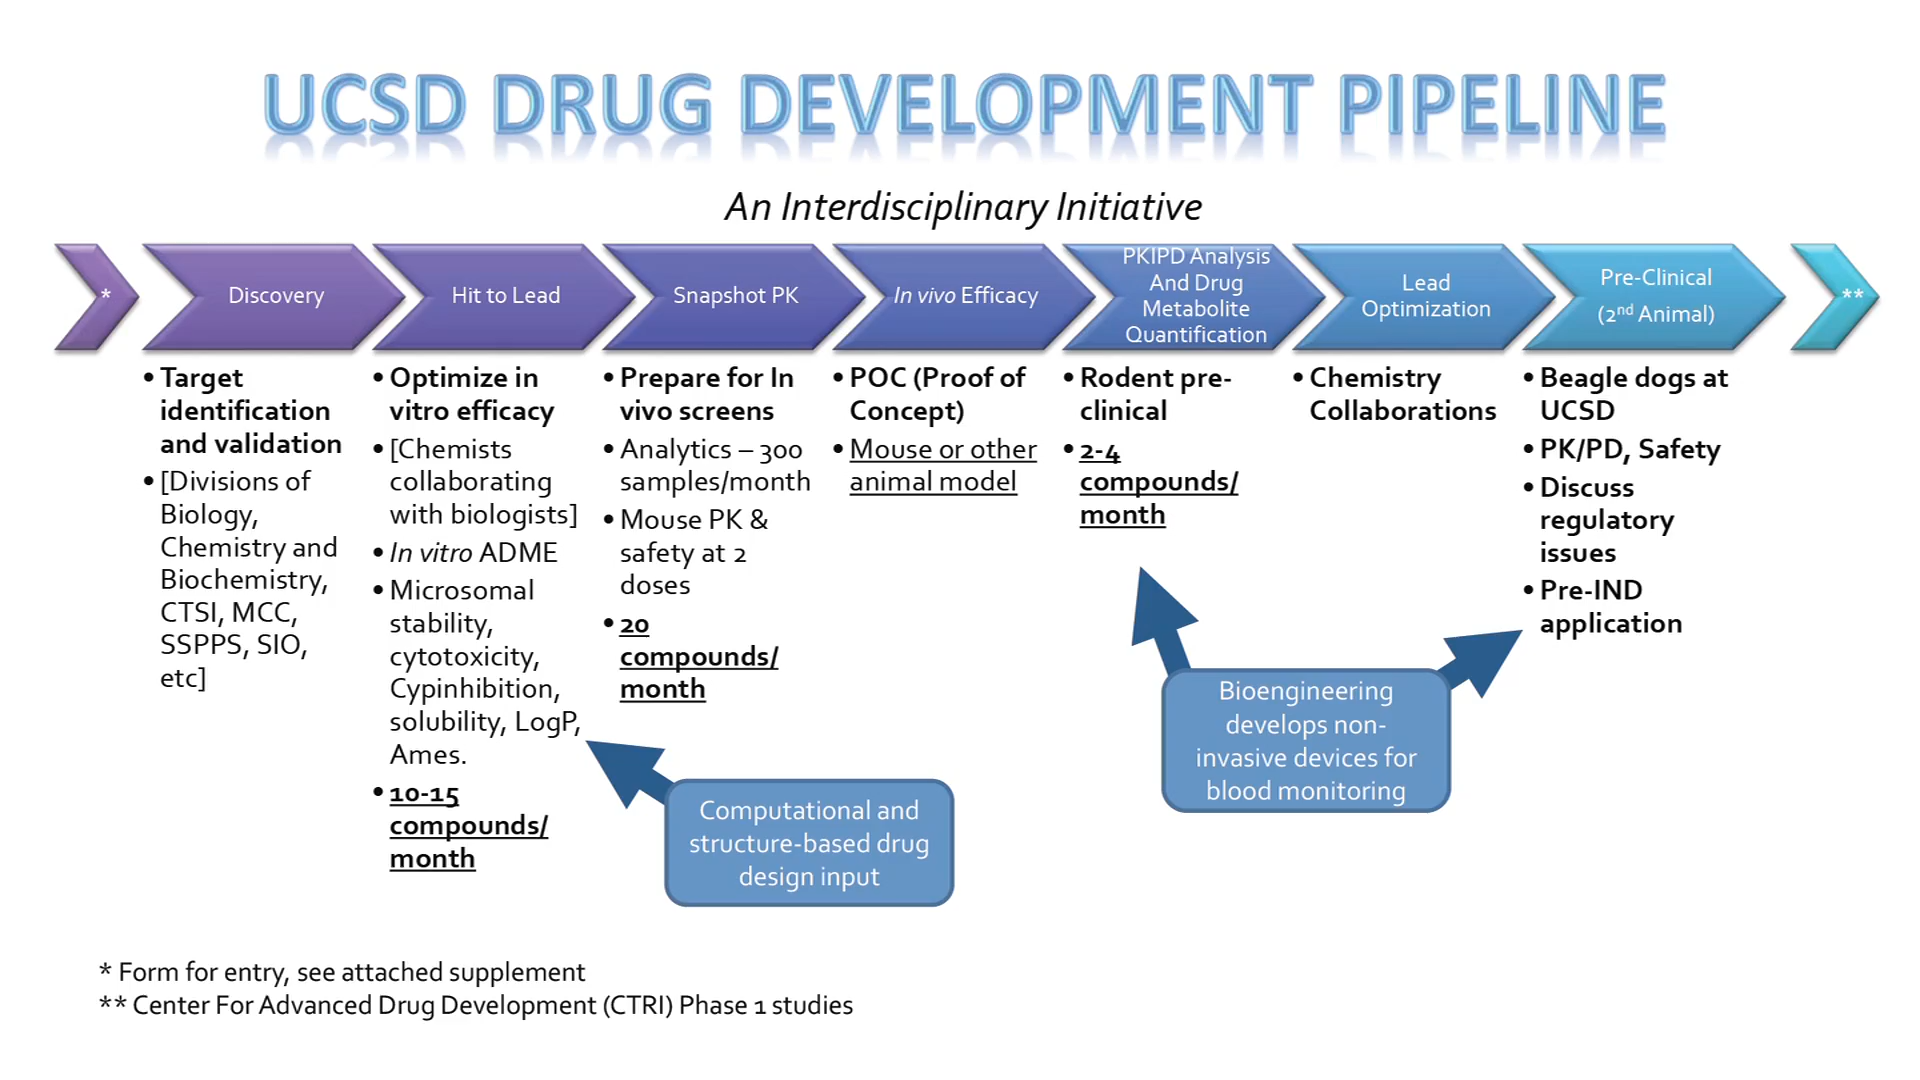 UCSD DRUG DEVELOPMENT PIPELINE
An Interdisciplinary Initiative
*
Discovery
Hit to Lead
Snapshot PK
In vivo Efficacy
PKIPD Analysis
And Drug
Metabolite
Quantification
Lead
Optimization
Pre-Clinical
(2nd Animal)
**
• Target
identification
and validation
• [Divisions of
Biology,
Chemistry and
Biochemistry,
CTSI, MCC,
SSPPS, SIO,
etc]
• Optimize in
vitro efficacy
• [Chemists
collaborating
with biologists]
• In vitro ADME
• Microsomal
stability,
cytotoxicity,
Cypinhibition,
solubility, LogP,
Ames.
• 10-15
compounds/
month
• Prepare for In
vivo screens
• Analytics – 300
samples/month
• Mouse PK &
safety at 2
doses
• 20
compounds/
month
• POC (Proof of
Concept)
• Mouse or other
animal model
• Rodent pre-
clinical
• 2-4
compounds/
month
• Chemistry
Collaborations
• Beagle dogs at
UCSD
• PK/PD, Safety
• Discuss
regulatory
issues
• Pre-IND
application
Computational and
structure-based drug
design input
Bioengineering
develops non-
invasive devices for
blood monitoring
* Form for entry, see attached supplement
** Center For Advanced Drug Development (CTRI) Phase 1 studies